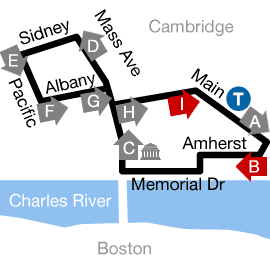 Cambridge
Sidney
Mass Ave
D
E
Main
T
Albany
Pacific
F
G
H
I
A
C
Amherst
B
Memorial Dr
Charles River
Boston